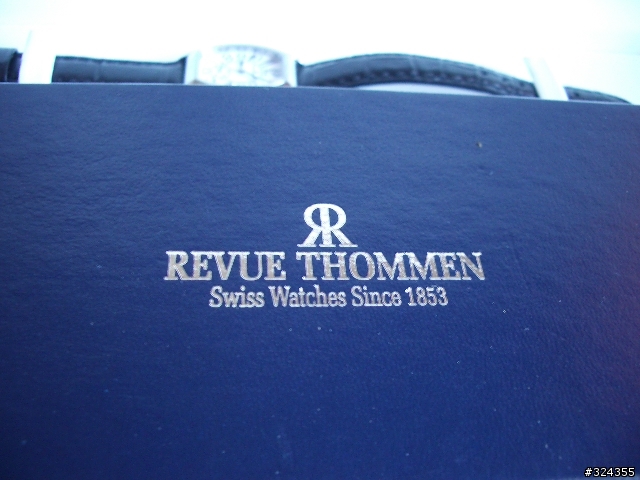 RR
REVUE THOMMEN
Swiss Watches Since 1853
#324355